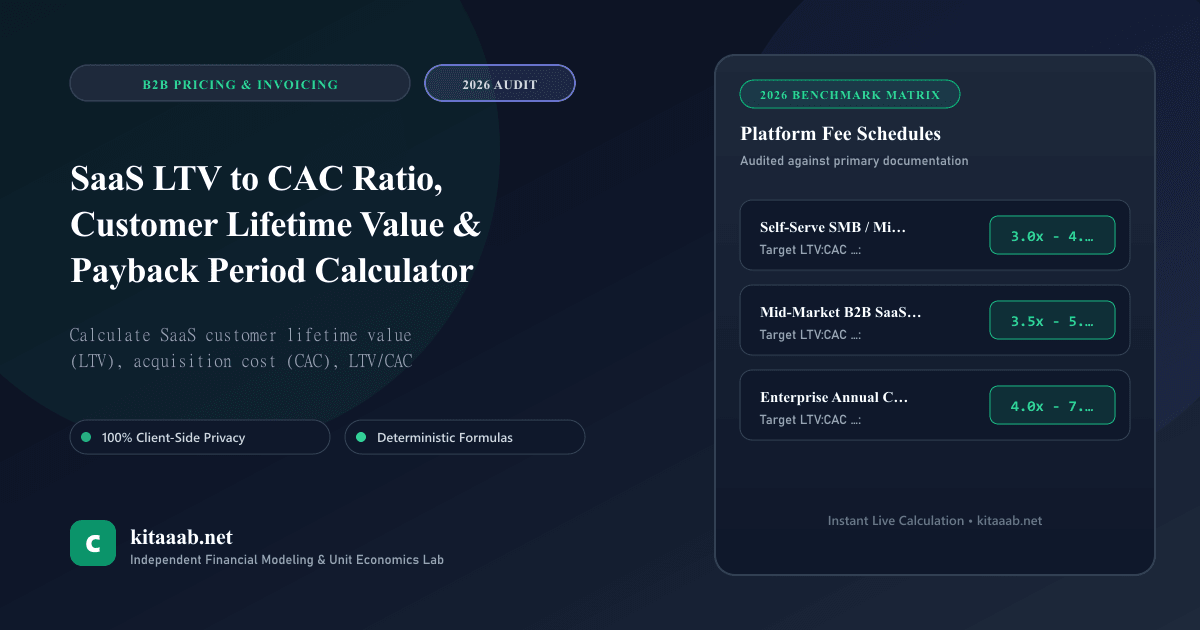 B2B PRICING & INVOICING
2026 AUDIT
SaaS LTV to CAC Ratio,
Customer Lifetime Value &
Payback Period Calculator
Calculate SaaS customer lifetime value
(LTV), acquisition cost (CAC), LTV/CAC
100% Client-Side Privacy
Deterministic Formulas
C
kitaaab.net
Independent Financial Modeling & Unit Economics Lab
2026 BENCHMARK MATRIX
Platform Fee Schedules
Audited against primary documentation
Self-Serve SMB / Mi…
Target LTV:CAC …:
3.0x - 4.…
Mid-Market B2B SaaS…
Target LTV:CAC …:
3.5x - 5.…
Enterprise Annual C…
Target LTV:CAC …:
4.0x - 7.…
Instant Live Calculation • kitaaab.net